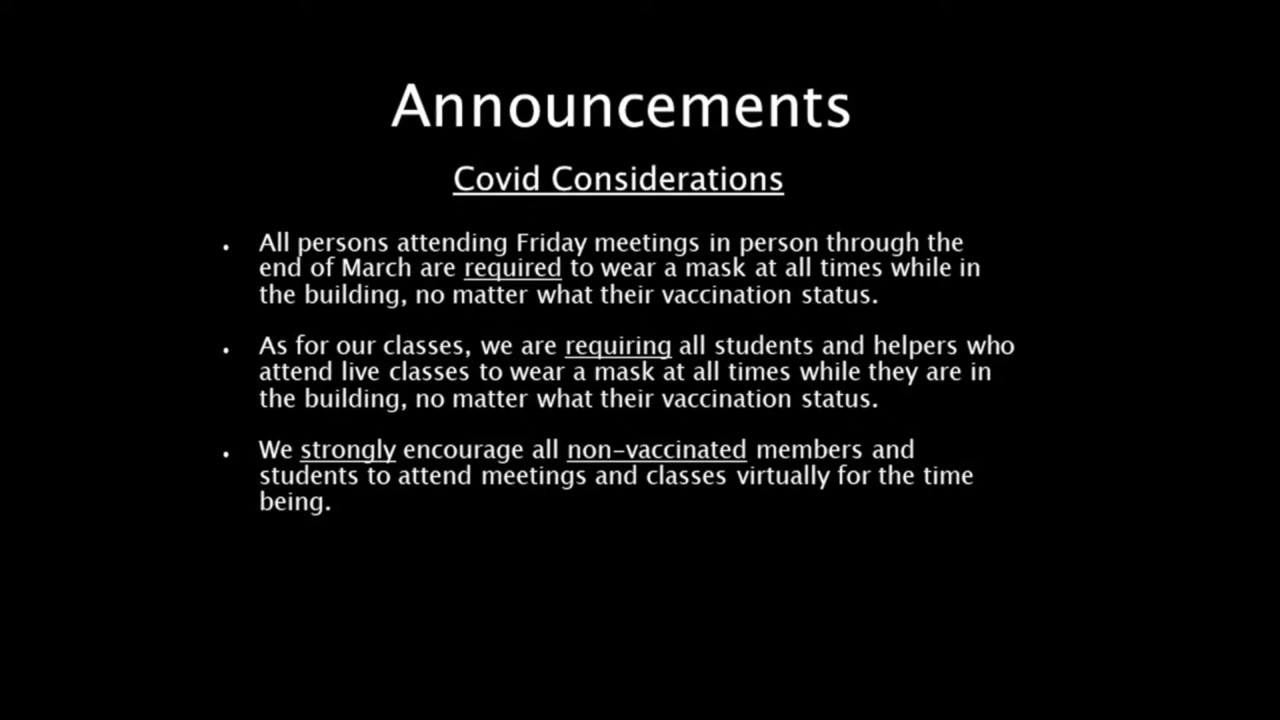 Announcements
Covid Considerations
• All persons attending Friday meetings in person through the
end of March are required to wear a mask at all times while in
the building, no matter what their vaccination status.
• As for our classes, we are requiring all students and helpers who
attend live classes to wear a mask at all times while they are in
the building, no matter what their vaccination status.
• We strongly encourage all non-vaccinated members and
students to attend meetings and classes virtually for the time
being.